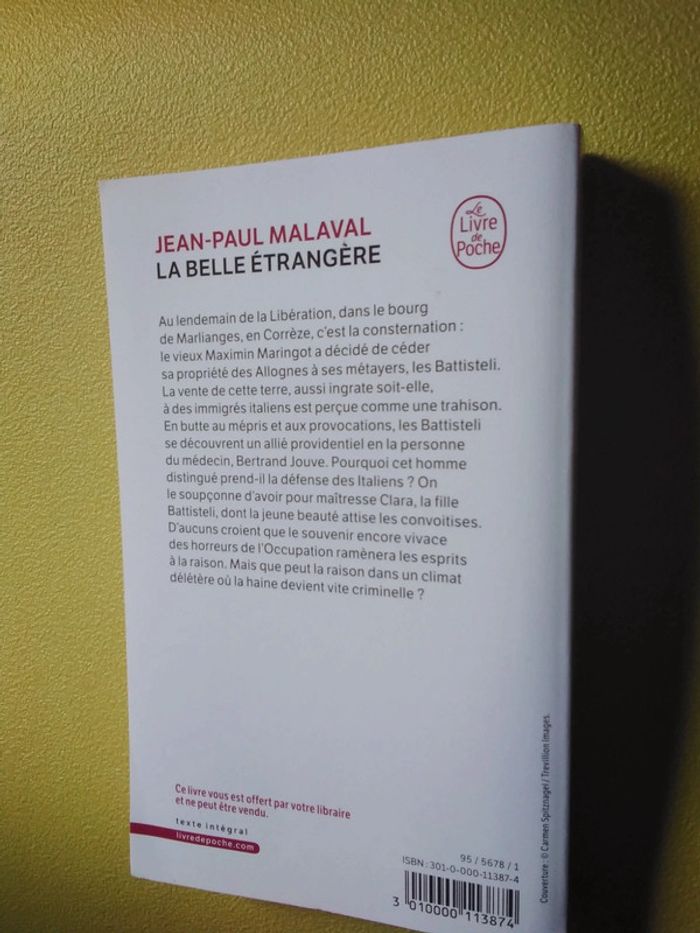 Le
Livre
de
Poche
JEAN-PAUL MALAVAL
LA BELLE ÉTRANGÈRE
Au lendemain de la Libération, dans le bourg
de Marlianges, en Corrèze, c'est la consternation :
le vieux Maximin Maringot a décidé de céder
sa propriété des Allognes à ses métayers, les Battisteli.
La vente de cette terre, aussi ingrate soit-elle,
à des immigrés italiens est perçue comme une trahison.
En butte au mépris et aux provocations, les Battisteli
se découvrent un allié providentiel en la personne
du médecin, Bertrand Jouve. Pourquoi cet homme
distingué prend-il la défense des Italiens ? On
le soupçonne d'avoir pour maîtresse Clara, la fille
Battisteli, dont la jeune beauté attise les convoitises.
D'aucuns croient que le souvenir encore vivace
des horreurs de l'Occupation ramènera les esprits
à la raison. Mais que peut la raison dans un climat
délétère où la haine devient vite criminelle ?
Ce livre vous est offert par votre libraire
et ne peut être vendu.
texte intégral
livredepoche.com
95 / 5678 / 1
ISBN : 301-0-000-11387-4
3 010000 113874
Couverture : © Carmen Spitznagel / Trevillion Images.